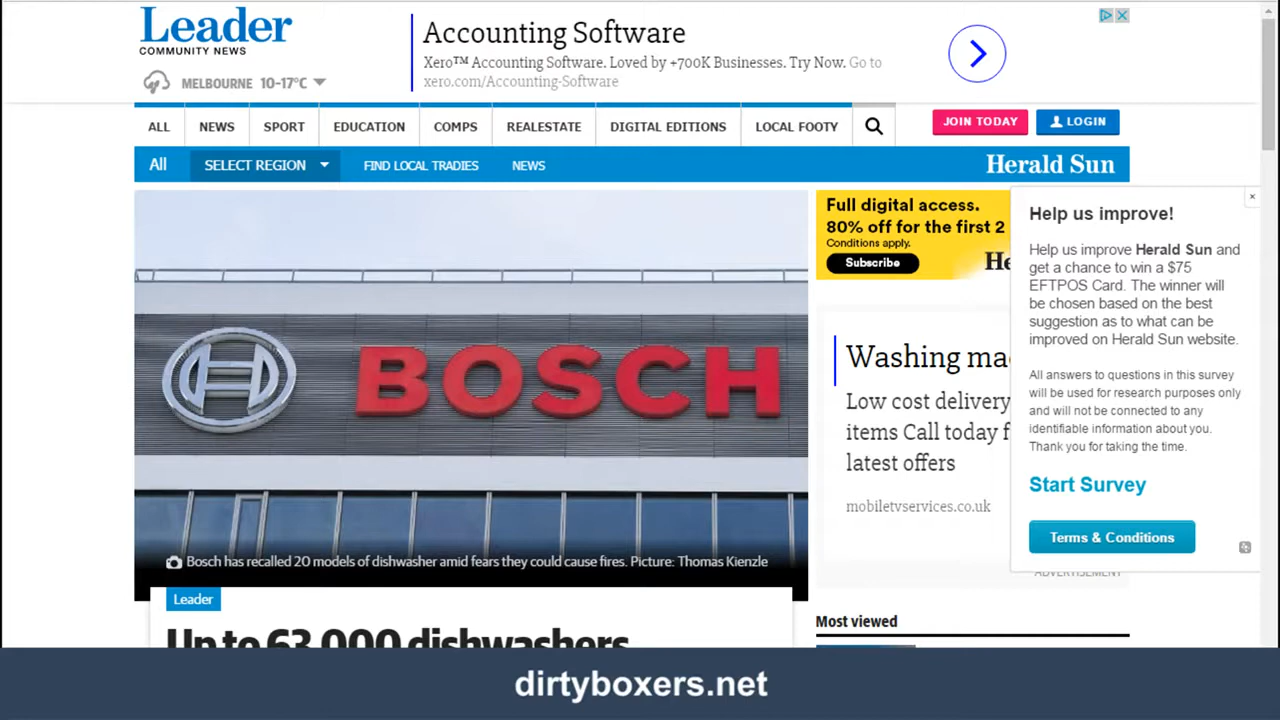 Leader
COMMUNITY NEWS
MELBOURNE 10-17°C
Accounting Software
Xero™ Accounting Software. Loved by +700K Businesses. Try Now. Go to
xero.com/Accounting-Software
ALL NEWS SPORT EDUCATION COMPS REALESTATE DIGITAL EDITIONS LOCAL FOOTY
JOIN TODAY LOGIN
All SELECT REGION FIND LOCAL TRADIES NEWS
Herald Sun
BOSCH
Bosch has recalled 20 models of dishwasher amid fears they could cause fires. Picture: Thomas Kienzle
Leader
Up to 63,000 dishwashers
Full digital access.
80% off for the first 2
Conditions apply.
Subscribe
He
Washing ma
Low cost delivery
items Call today f
latest offers
mobiletvservices.co.uk
ADVERTISEMENT
Most viewed
Help us improve!
Help us improve Herald Sun and
get a chance to win a $75
EFTPOS Card. The winner will
be chosen based on the best
suggestion as to what can be
improved on Herald Sun website.
All answers to questions in this survey
will be used for research purposes only
and will not be connected to any
identifiable information about you.
Thank you for taking the time.
Start Survey
Terms & Conditions
dirtyboxers.net